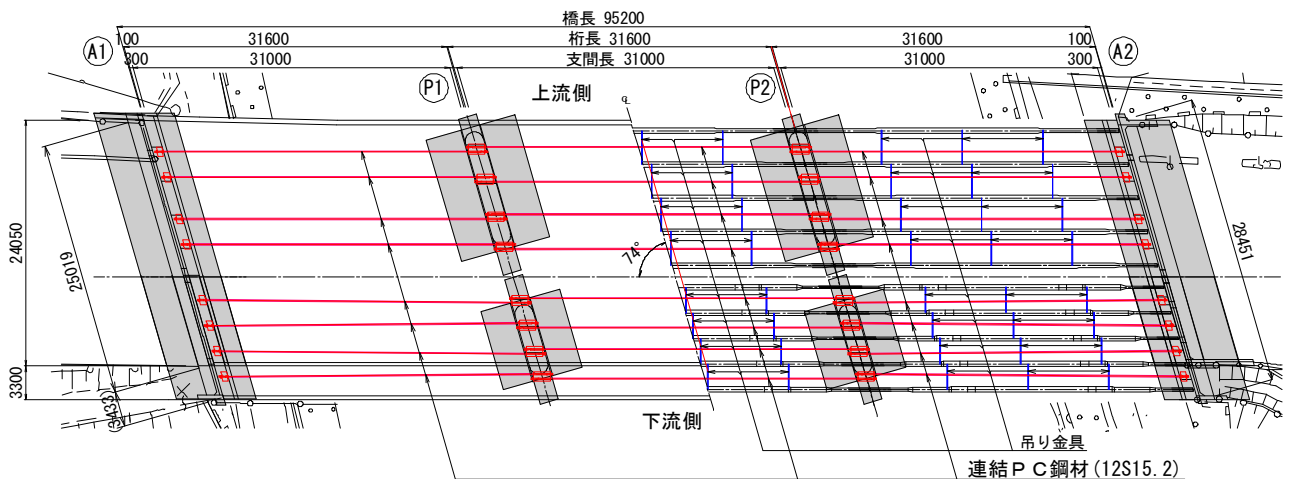 橋長 95200
100 31600 桁長 31600 31600 100
A1 300 31000 支間長 31000 31000 300 A2
P1 上流側 ℄ P2
24050 25019 74° 28451
3300 (3433)
下流側
吊り金具
連結PC鋼材(12S15.2)